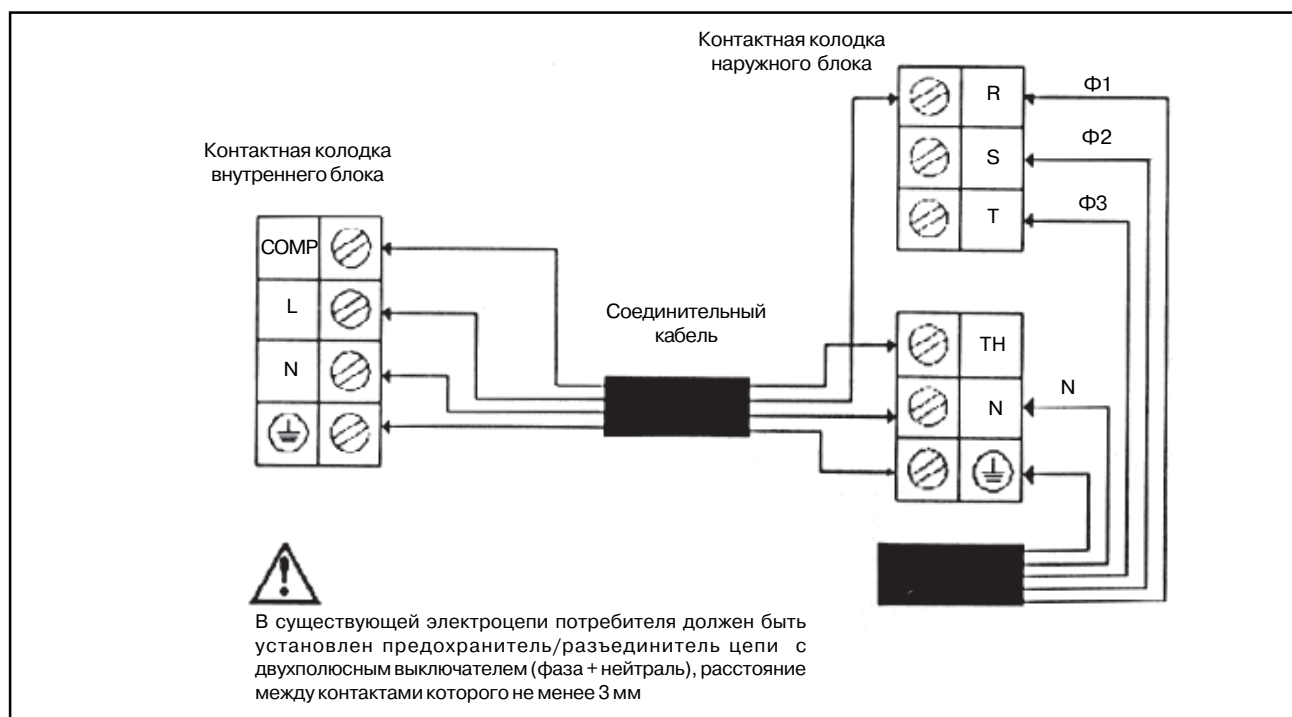 Контактная колодка
наружного блока
R
Ф1
S
Ф2
T
Ф3
Контактная колодка
внутреннего блока
COMP
L
N
Соединительный
кабель
TH
N
N
В существующей электроцепи потребителя должен быть
установлен предохранитель/разъединитель цепи с
двухполюсным выключателем (фаза + нейтраль), расстояние
между контактами которого не менее 3 мм